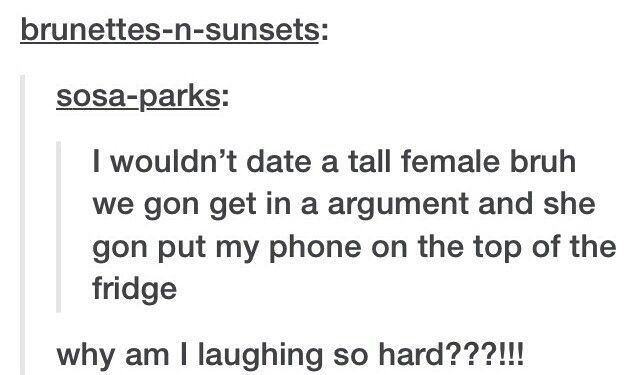 brunettes-n-sunsets:
sosa-parks:
I wouldn’t date a tall female bruh
we gon get in a argument and she
gon put my phone on the top of the
fridge
why am I laughing so hard???!!!